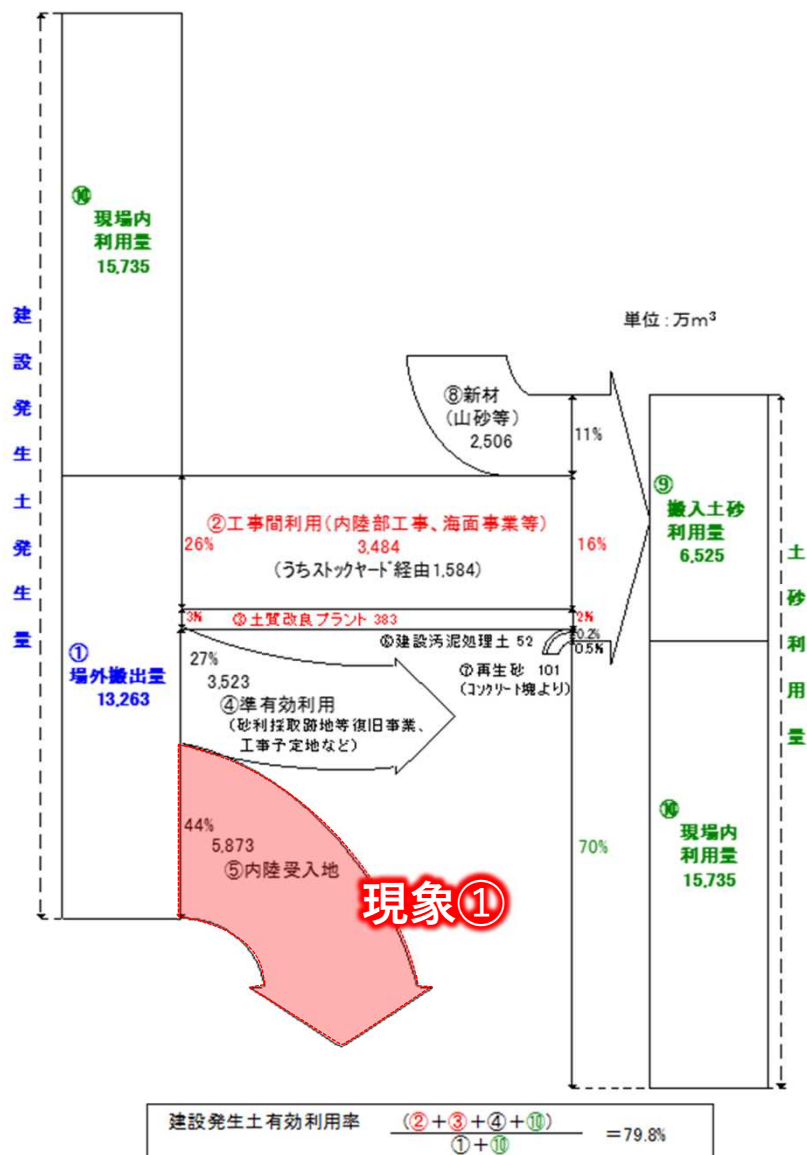 ⑩
現場内
利用量
15,735
建設発生土発生量
単位：万m³
⑧新材
(山砂等)
2,506
11%
⑨
搬入土砂
利用量
6,525
②工事間利用(内陸部工事、海面事業等)
26%
3,484
16%
(うちストックヤード経由1,584)
土砂利用量
3%
③土質改良プラント 383
2%
⑥建設汚泥処理土 52
0.2%
0.5%
①
場外搬出量
13,263
27%
3,523
⑦再生砂 101
(コンクリート塊より)
④準有効利用
(砂利採取跡地等復旧事業、
工事予定地など)
44%
5,873
⑤内陸受入地
現象①
70%
⑩
現場内
利用量
15,735
建設発生土有効利用率
(②+③+④+⑩)
①+⑩
=79.8%